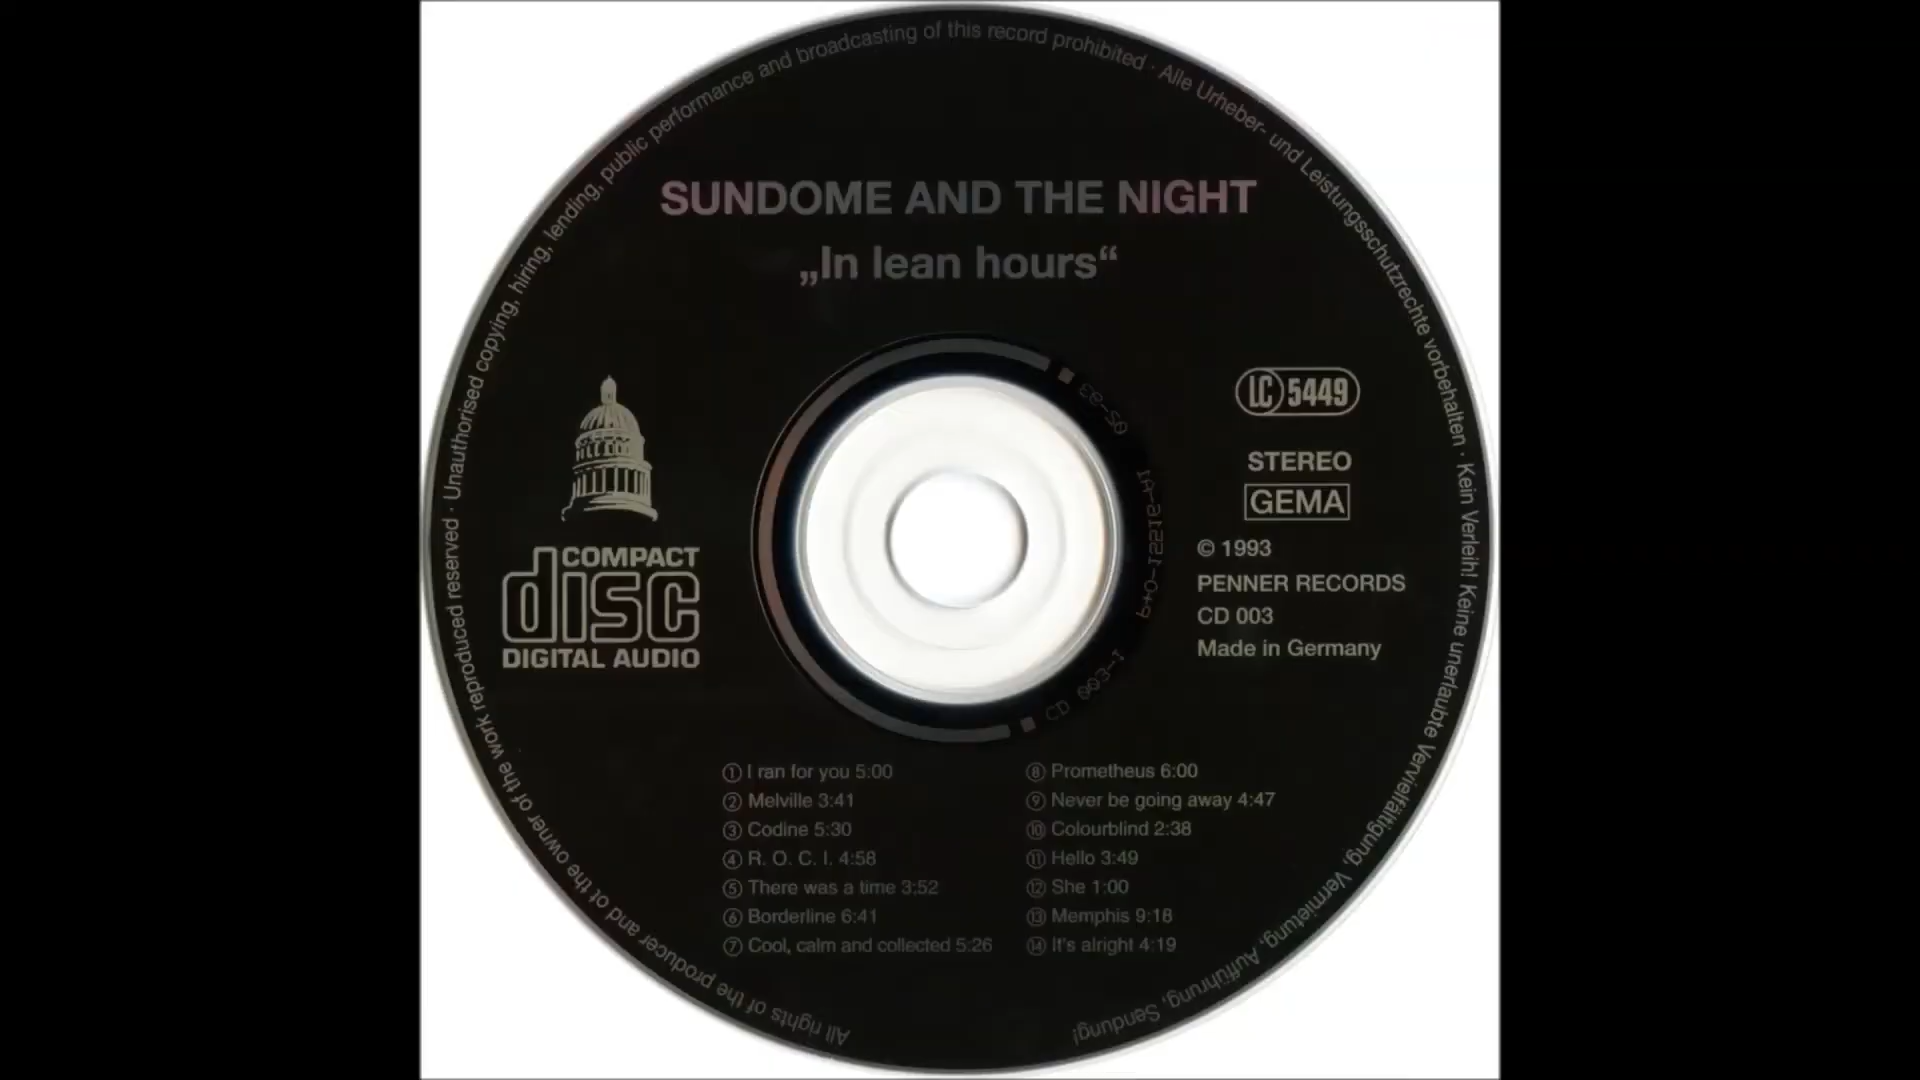 All rights of the producer and of the owner of the work reproduced reserved · Unauthorised copying, hiring, lending, public performance and broadcasting of this record prohibited · Alle Urheber- und Leistungsschutzrechte vorbehalten · Kein Verleih! Keine unerlaubte Vervielfältigung, Vermietung, Aufführung, Sendung!
SUNDOME AND THE NIGHT
„In lean hours“
COMPACT
disc
DIGITAL AUDIO
LC 5449
STEREO
GEMA
© 1993
PENNER RECORDS
CD 003
Made in Germany
CD 003-1
02-93
① I ran for you 5:00
② Melville 3:41
③ Codine 5:30
④ R. O. C. I. 4:58
⑤ There was a time 3:52
⑥ Borderline 6:41
⑦ Cool, calm and collected 5:26
⑧ Prometheus 6:00
⑨ Never be going away 4:47
⑩ Colourblind 2:38
⑪ Hello 3:49
⑫ She 1:00
⑬ Memphis 9:18
⑭ It's alright 4:19